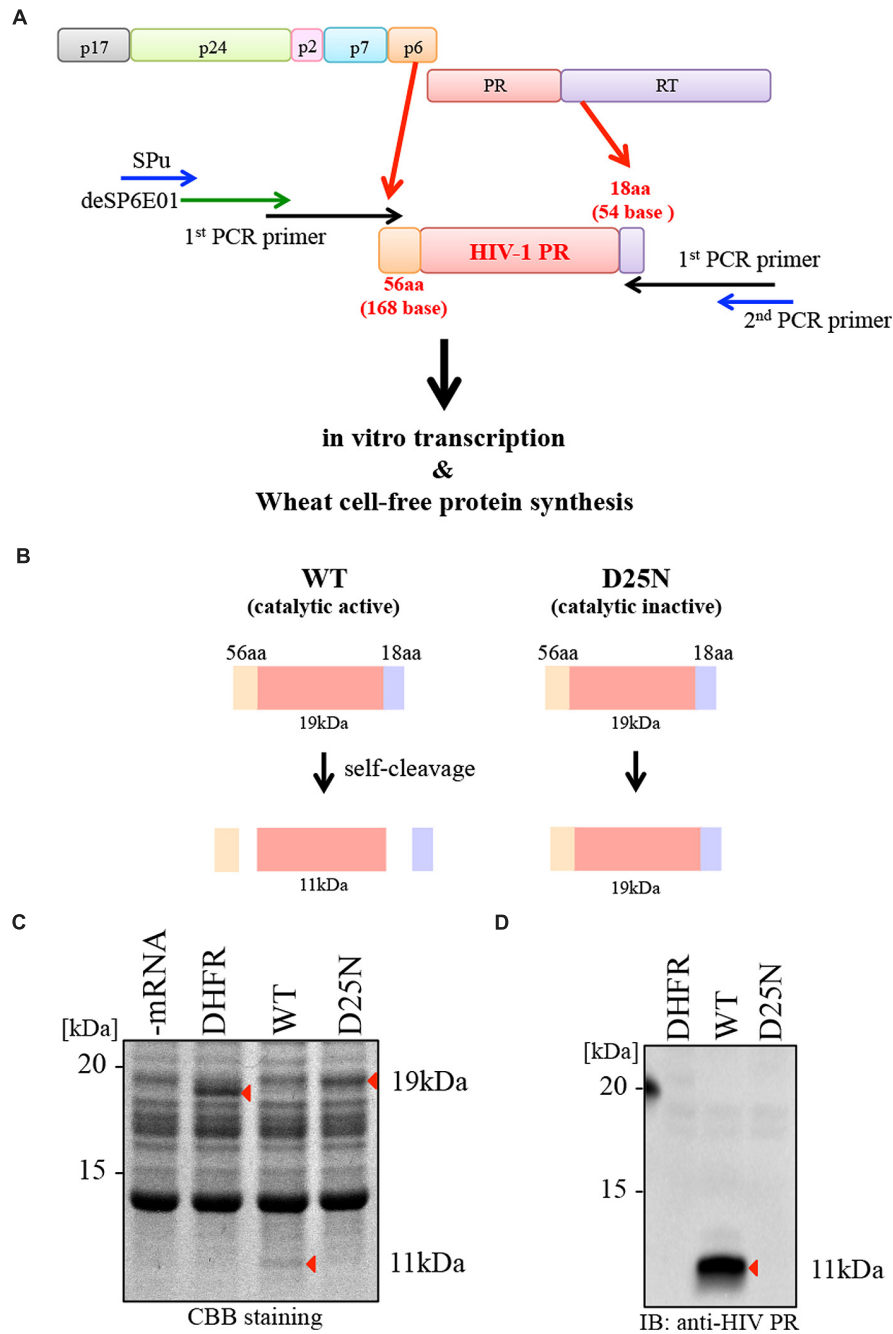 A
p17 p24 p2 p7 p6
PR RT
SPu
deSP6E01
1st PCR primer
18aa
(54 base )
HIV-1 PR
1st PCR primer
56aa
(168 base)
2nd PCR primer
in vitro transcription
&
Wheat cell-free protein synthesis
B
WT
(catalytic active)
D25N
(catalytic inactive)
56aa 18aa
56aa 18aa
19kDa
19kDa
self-cleavage
11kDa
19kDa
C
-mRNA
DHFR
WT
D25N
[kDa]
20
19kDa
15
11kDa
CBB staining
D
DHFR
WT
D25N
[kDa]
20
15
11kDa
IB: anti-HIV PR